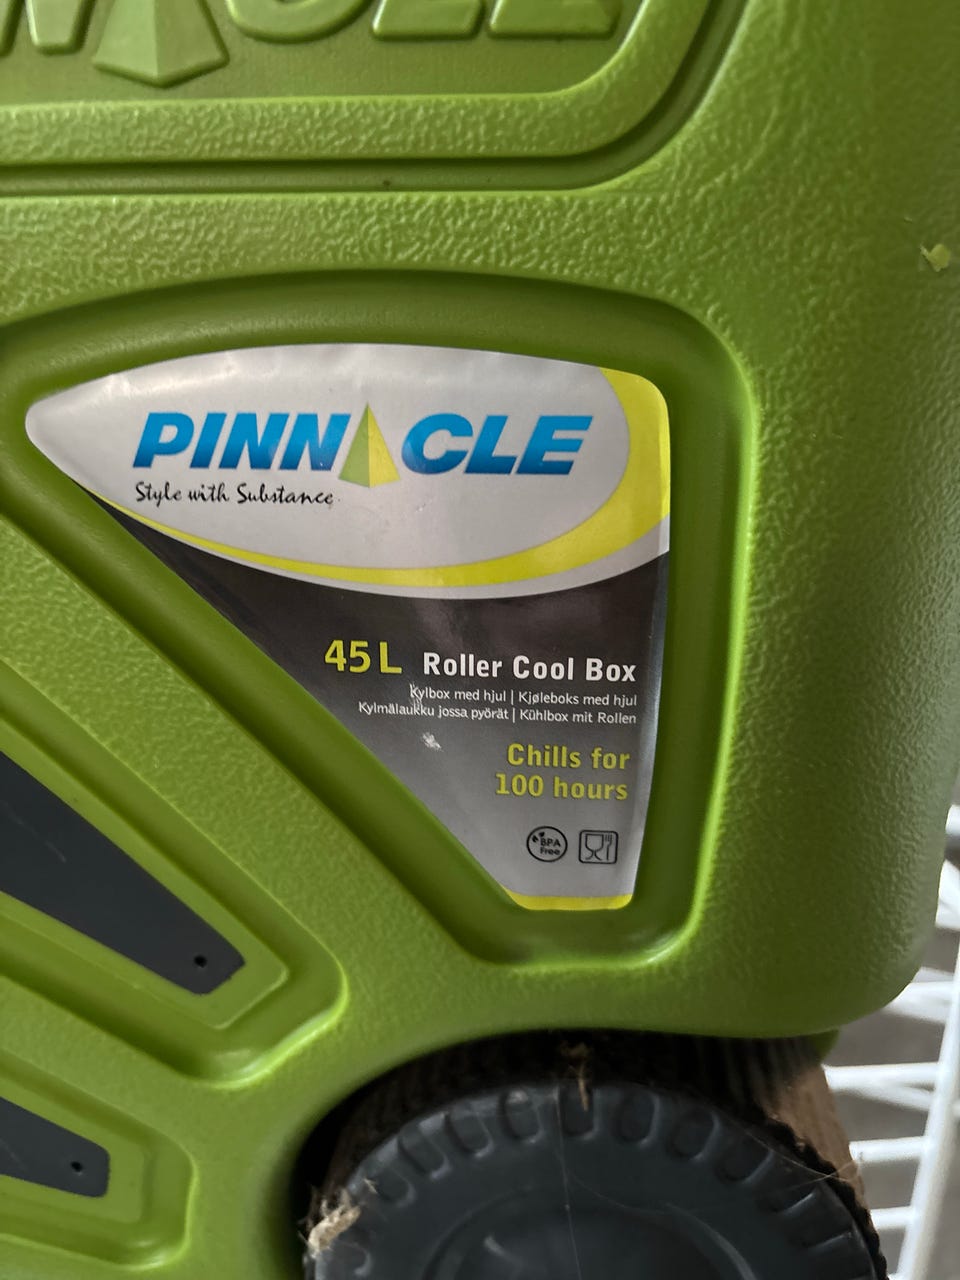 PINNACLE
Style with Substance
45L Roller Cool Box
Kylbox med hjul | Kjøleboks med hjul
Kylmälaukku jossa pyörät | Kühlbox mit Rollen
Chills for
100 hours
BPA
Free